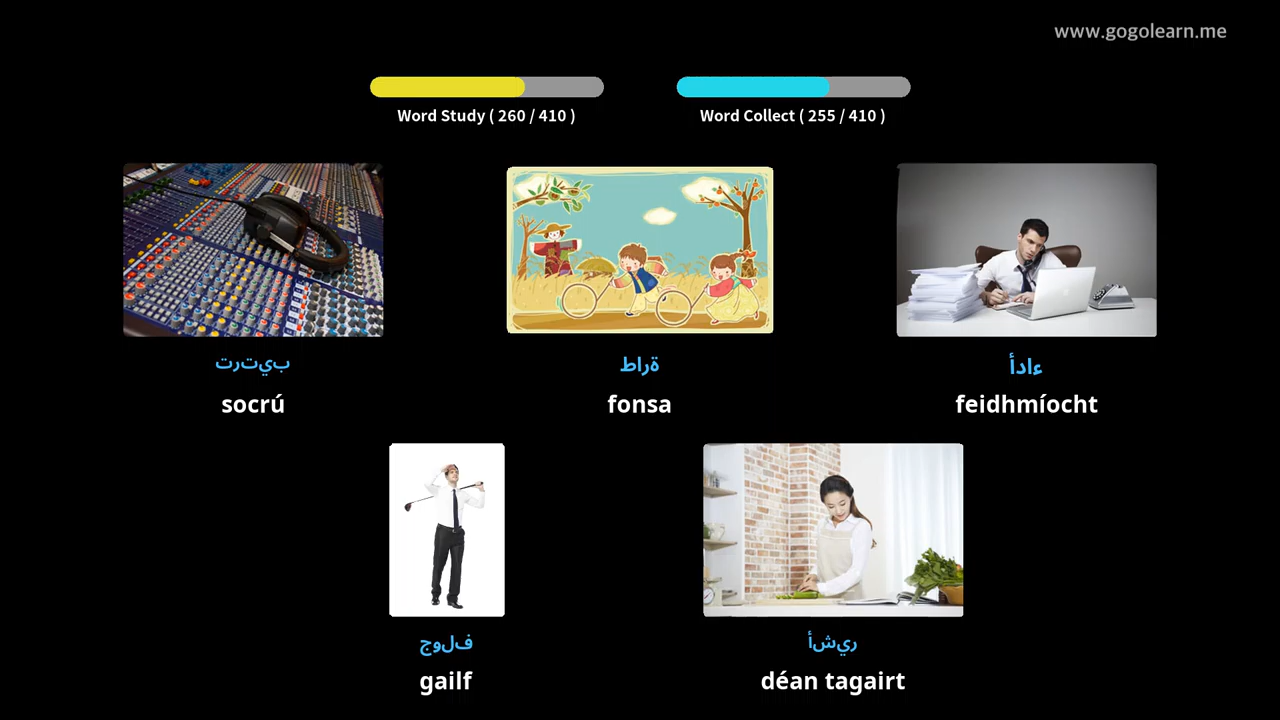 www.gogolearn.me
Word Study ( 260 / 410 )
Word Collect ( 255 / 410 )
بيترت
socrú
ةراط
fonsa
ءادأ
feidhmíocht
فلوج
gailf
ريشأ
déan tagairt